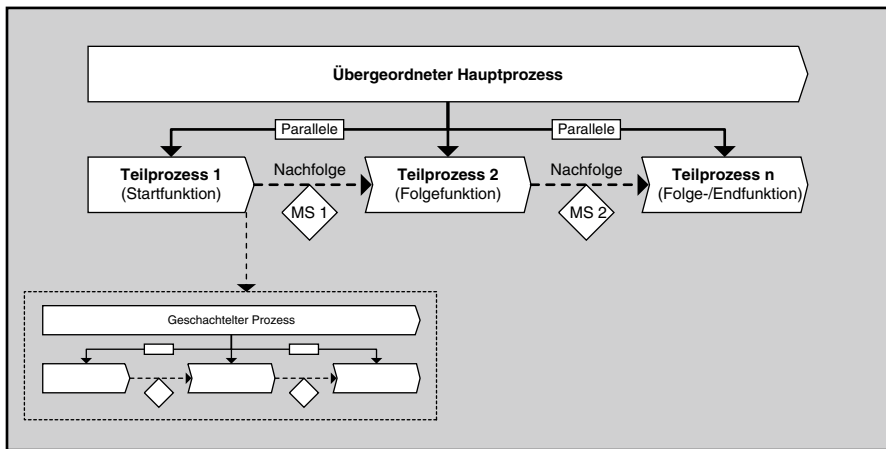 Übergeordneter Hauptprozess
Parallele
Parallele
Teilprozess 1
(Startfunktion)
Nachfolge
MS 1
Teilprozess 2
(Folgefunktion)
Nachfolge
MS 2
Teilprozess n
(Folge-/Endfunktion)
Geschachtelter Prozess